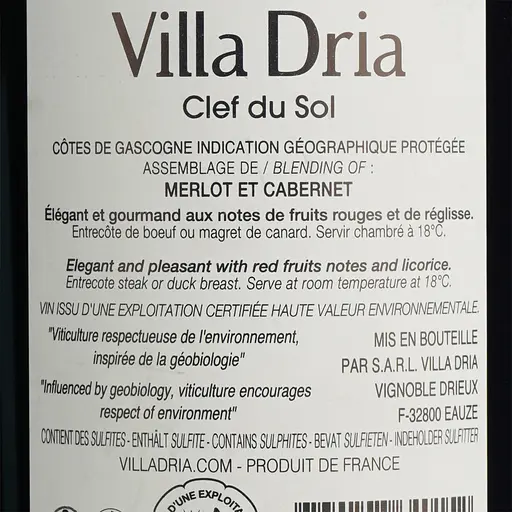 Villa Dria
Clef du Sol
CÔTES DE GASCOGNE INDICATION GÉOGRAPHIQUE PROTÉGÉE
ASSEMBLAGE DE / BLENDING OF :
MERLOT ET CABERNET
Élégant et gourmand aux notes de fruits rouges et de réglisse.
Entrecôte de boeuf ou magret de canard. Servir chambré à 18°C.
Elegant and pleasant with red fruits notes and licorice.
Entrecote steak or duck breast. Serve at room temperature at 18°C.
VIN ISSU D'UNE EXPLOITATION CERTIFIÉE HAUTE VALEUR ENVIRONNEMENTALE.
"Viticulture respectueuse de l'environnement,
inspirée de la géobiologie"
"Influenced by geobiology, viticulture encourages
respect of environment"
MIS EN BOUTEILLE
PAR S.A.R.L. VILLA DRIA
VIGNOBLE DRIEUX
F-32800 EAUZE
CONTIENT DES SULFITES - ENTHÄLT SULFITE - CONTAINS SULPHITES - BEVAT SULFIETEN - INDEHOLDER SULFITTER
VILLADRIA.COM - PRODUIT DE FRANCE
D'UNE EXPLOITA